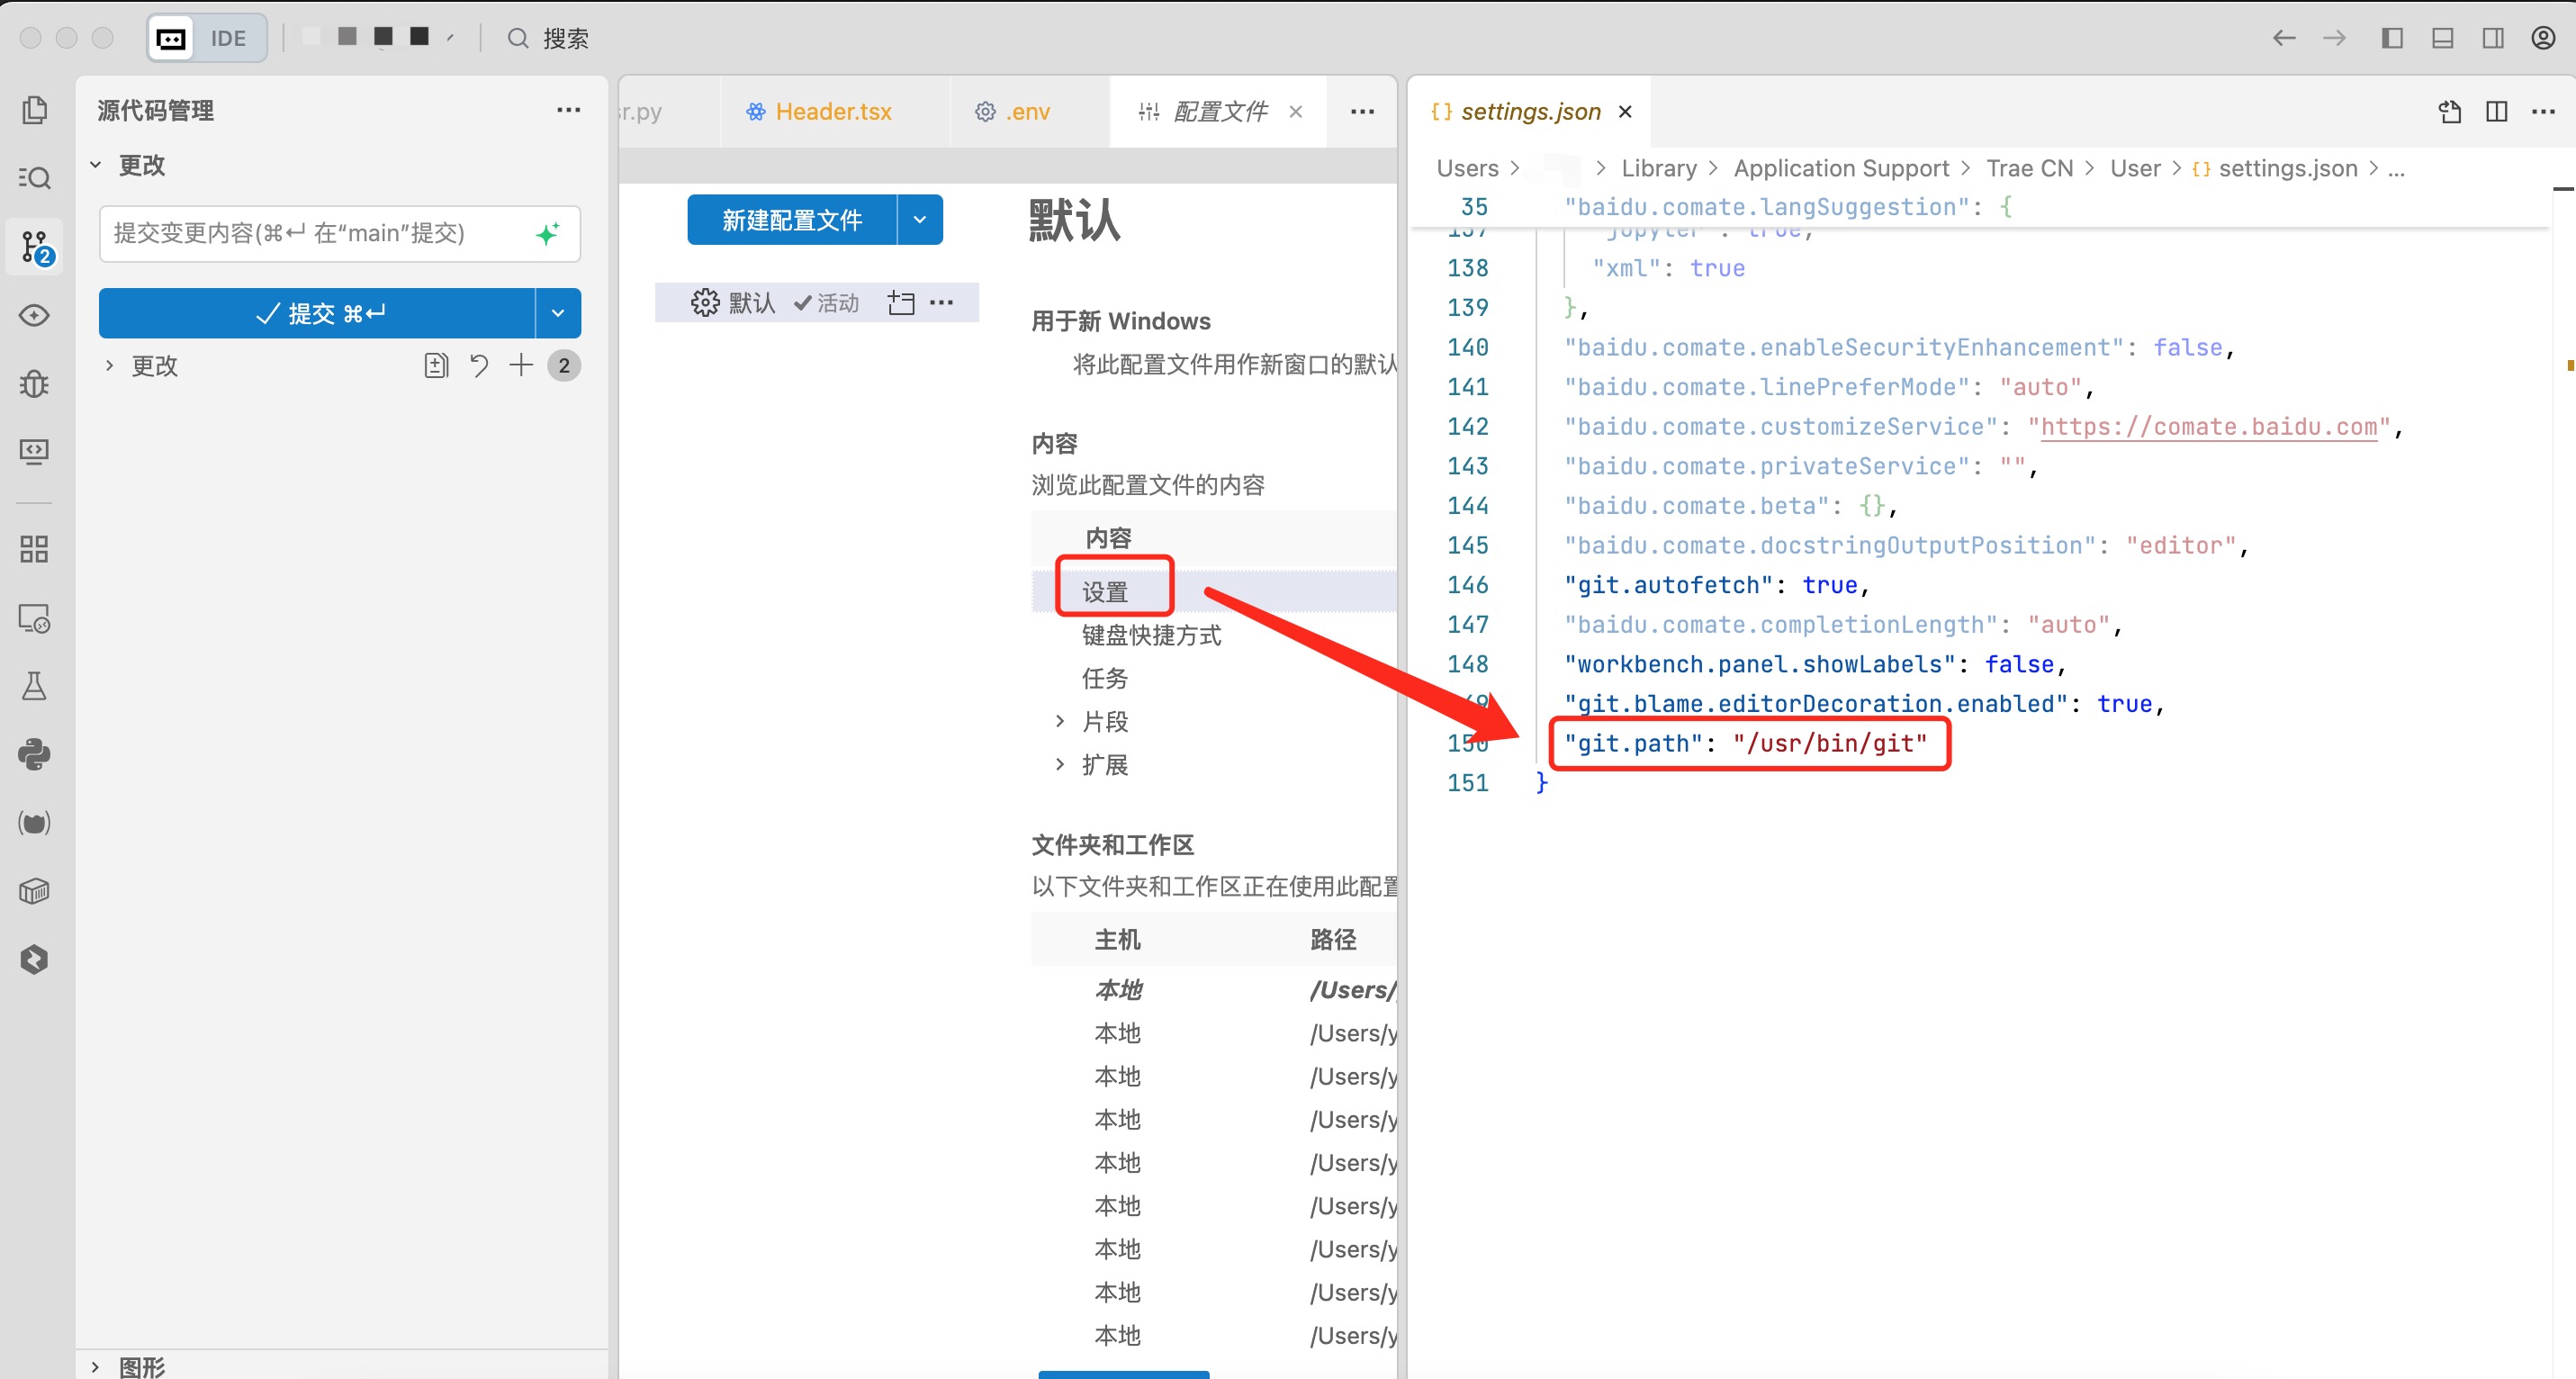 IDE
搜索
源代码管理
更改
提交变更内容(⌘↵ 在“main”提交)
提交 ⌘↵
更改
2
2
图形
sr.py
Header.tsx
.env
配置文件
新建配置文件
默认 活动
默认
用于新 Windows
将此配置文件用作新窗口的默认
内容
浏览此配置文件的内容
内容
设置
键盘快捷方式
任务
片段
扩展
文件夹和工作区
以下文件夹和工作区正在使用此配置
主机 路径
本地 /Users/
本地 /Users/y
本地 /Users/y
本地 /Users/y
本地 /Users/y
本地 /Users/y
本地 /Users/y
本地 /Users/y
本地 /Users/y
{} settings.json
Users > > Library > Application Support > Trae CN > User > {} settings.json > ...
35 "baidu.comate.langSuggestion": {
137 "jupyter": true,
138 "xml": true
139 },
140 "baidu.comate.enableSecurityEnhancement": false,
141 "baidu.comate.linePreferMode": "auto",
142 "baidu.comate.customizeService": "https://comate.baidu.com",
143 "baidu.comate.privateService": "",
144 "baidu.comate.beta": {},
145 "baidu.comate.docstringOutputPosition": "editor",
146 "git.autofetch": true,
147 "baidu.comate.completionLength": "auto",
148 "workbench.panel.showLabels": false,
149 "git.blame.editorDecoration.enabled": true,
150 "git.path": "/usr/bin/git"
151 }